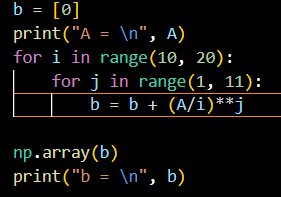 b = [0]
print("A = \n", A)
for i in range(10, 20):
    for j in range(1, 11):
        b = b + (A/i)**j

np.array(b)
print("b = \n", b)